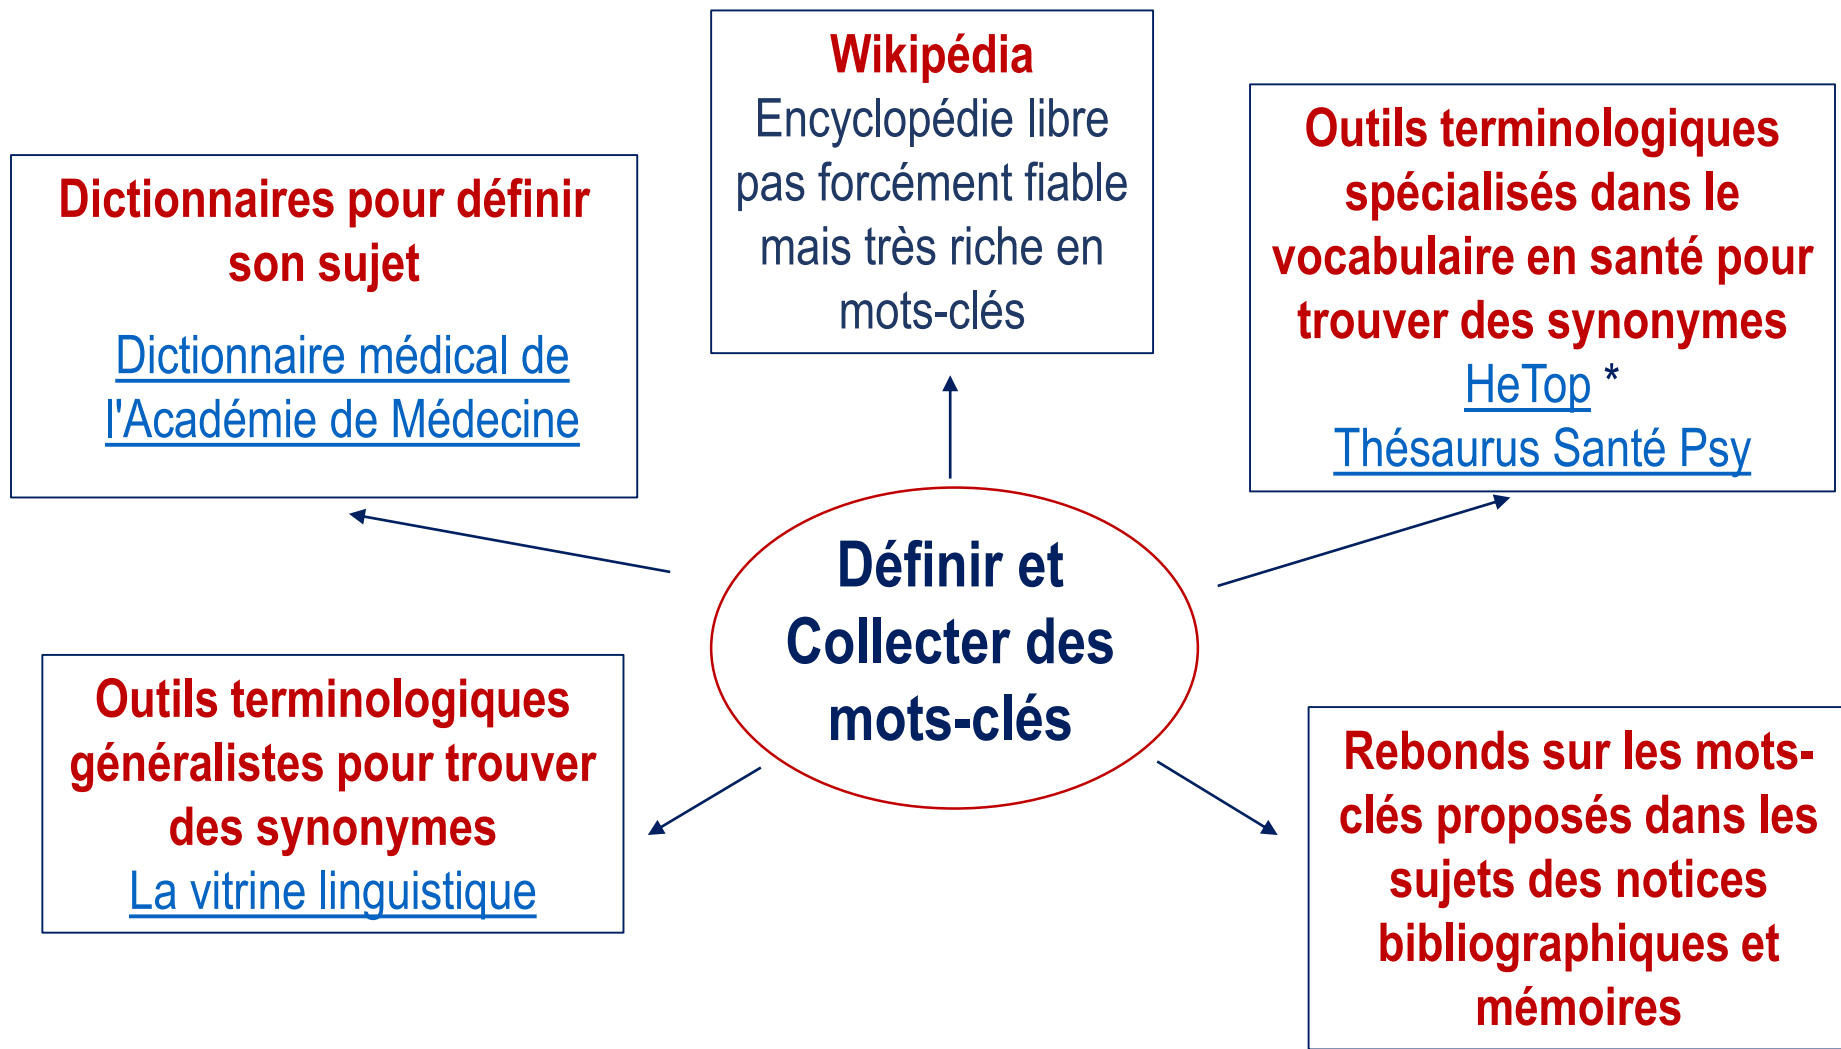 Wikipédia
Encyclopédie libre
pas forcément fiable
mais très riche en
mots-clés
Dictionnaires pour définir
son sujet
Dictionnaire médical de
l'Académie de Médecine
Outils terminologiques
spécialisés dans le
vocabulaire en santé pour
trouver des synonymes
HeTop *
Thésaurus Santé Psy
Définir et
Collecter des
mots-clés
Outils terminologiques
généralistes pour trouver
des synonymes
La vitrine linguistique
Rebonds sur les mots-
clés proposés dans les
sujets des notices
bibliographiques et
mémoires